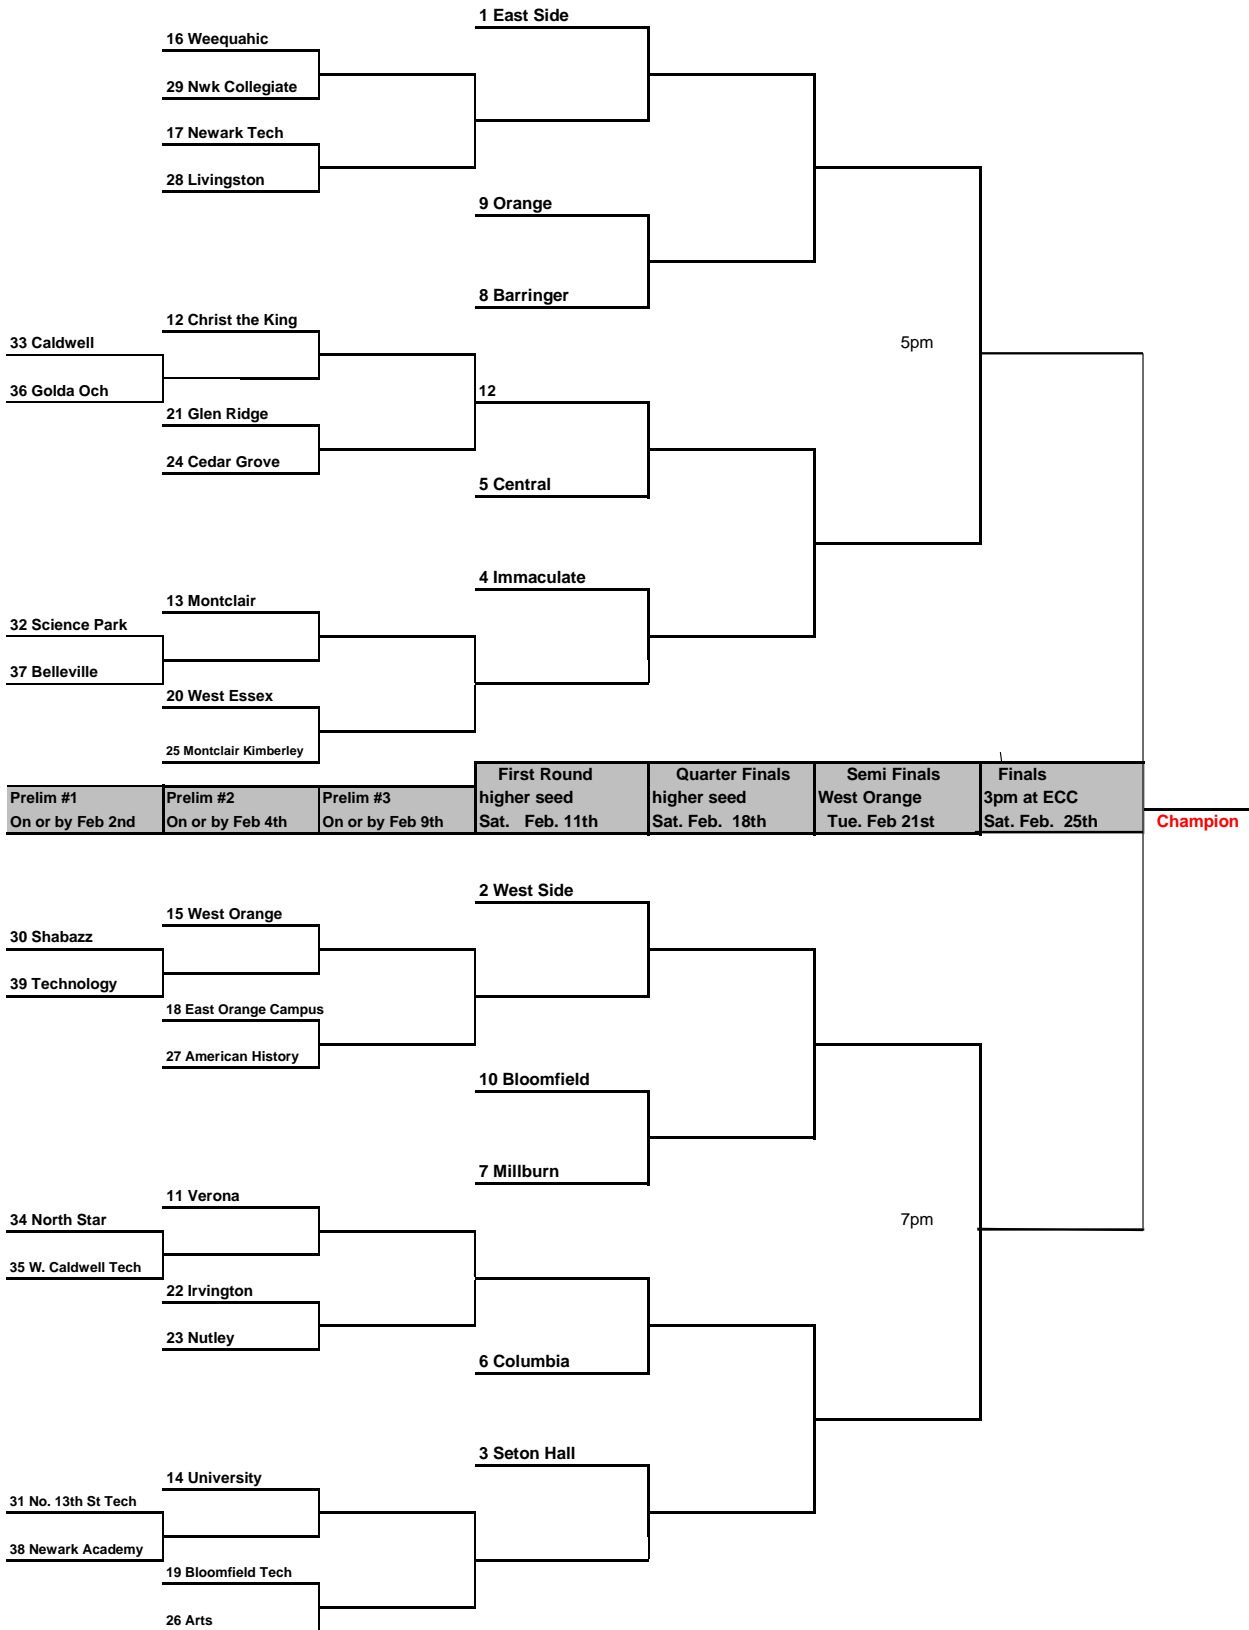 1 East Side
16 Weequahic
29 Nwk Collegiate
17 Newark Tech
28 Livingston
9 Orange
8 Barringer
12 Christ the King
33 Caldwell
5pm
36 Golda Och
12
21 Glen Ridge
24 Cedar Grove
5 Central
4 Immaculate
13 Montclair
32 Science Park
37 Belleville
20 West Essex
25 Montclair Kimberley
First Round
Quarter Finals
Semi Finals
Finals
Prelim #1
Prelim #2
Prelim #3
higher seed
higher seed
West Orange
3pm at ECC
On or by Feb 2nd
On or by Feb 4th
On or by Feb 9th
Sat. Feb. 11th
Sat. Feb. 18th
Tue. Feb 21st
Sat. Feb. 25th
Champion
2 West Side
15 West Orange
30 Shabazz
39 Technology
18 East Orange Campus
27 American History
10 Bloomfield
7 Millburn
11 Verona
34 North Star
7pm
35 W. Caldwell Tech
22 Irvington
23 Nutley
6 Columbia
3 Seton Hall
14 University
31 No. 13th St Tech
38 Newark Academy
19 Bloomfield Tech
26 Arts